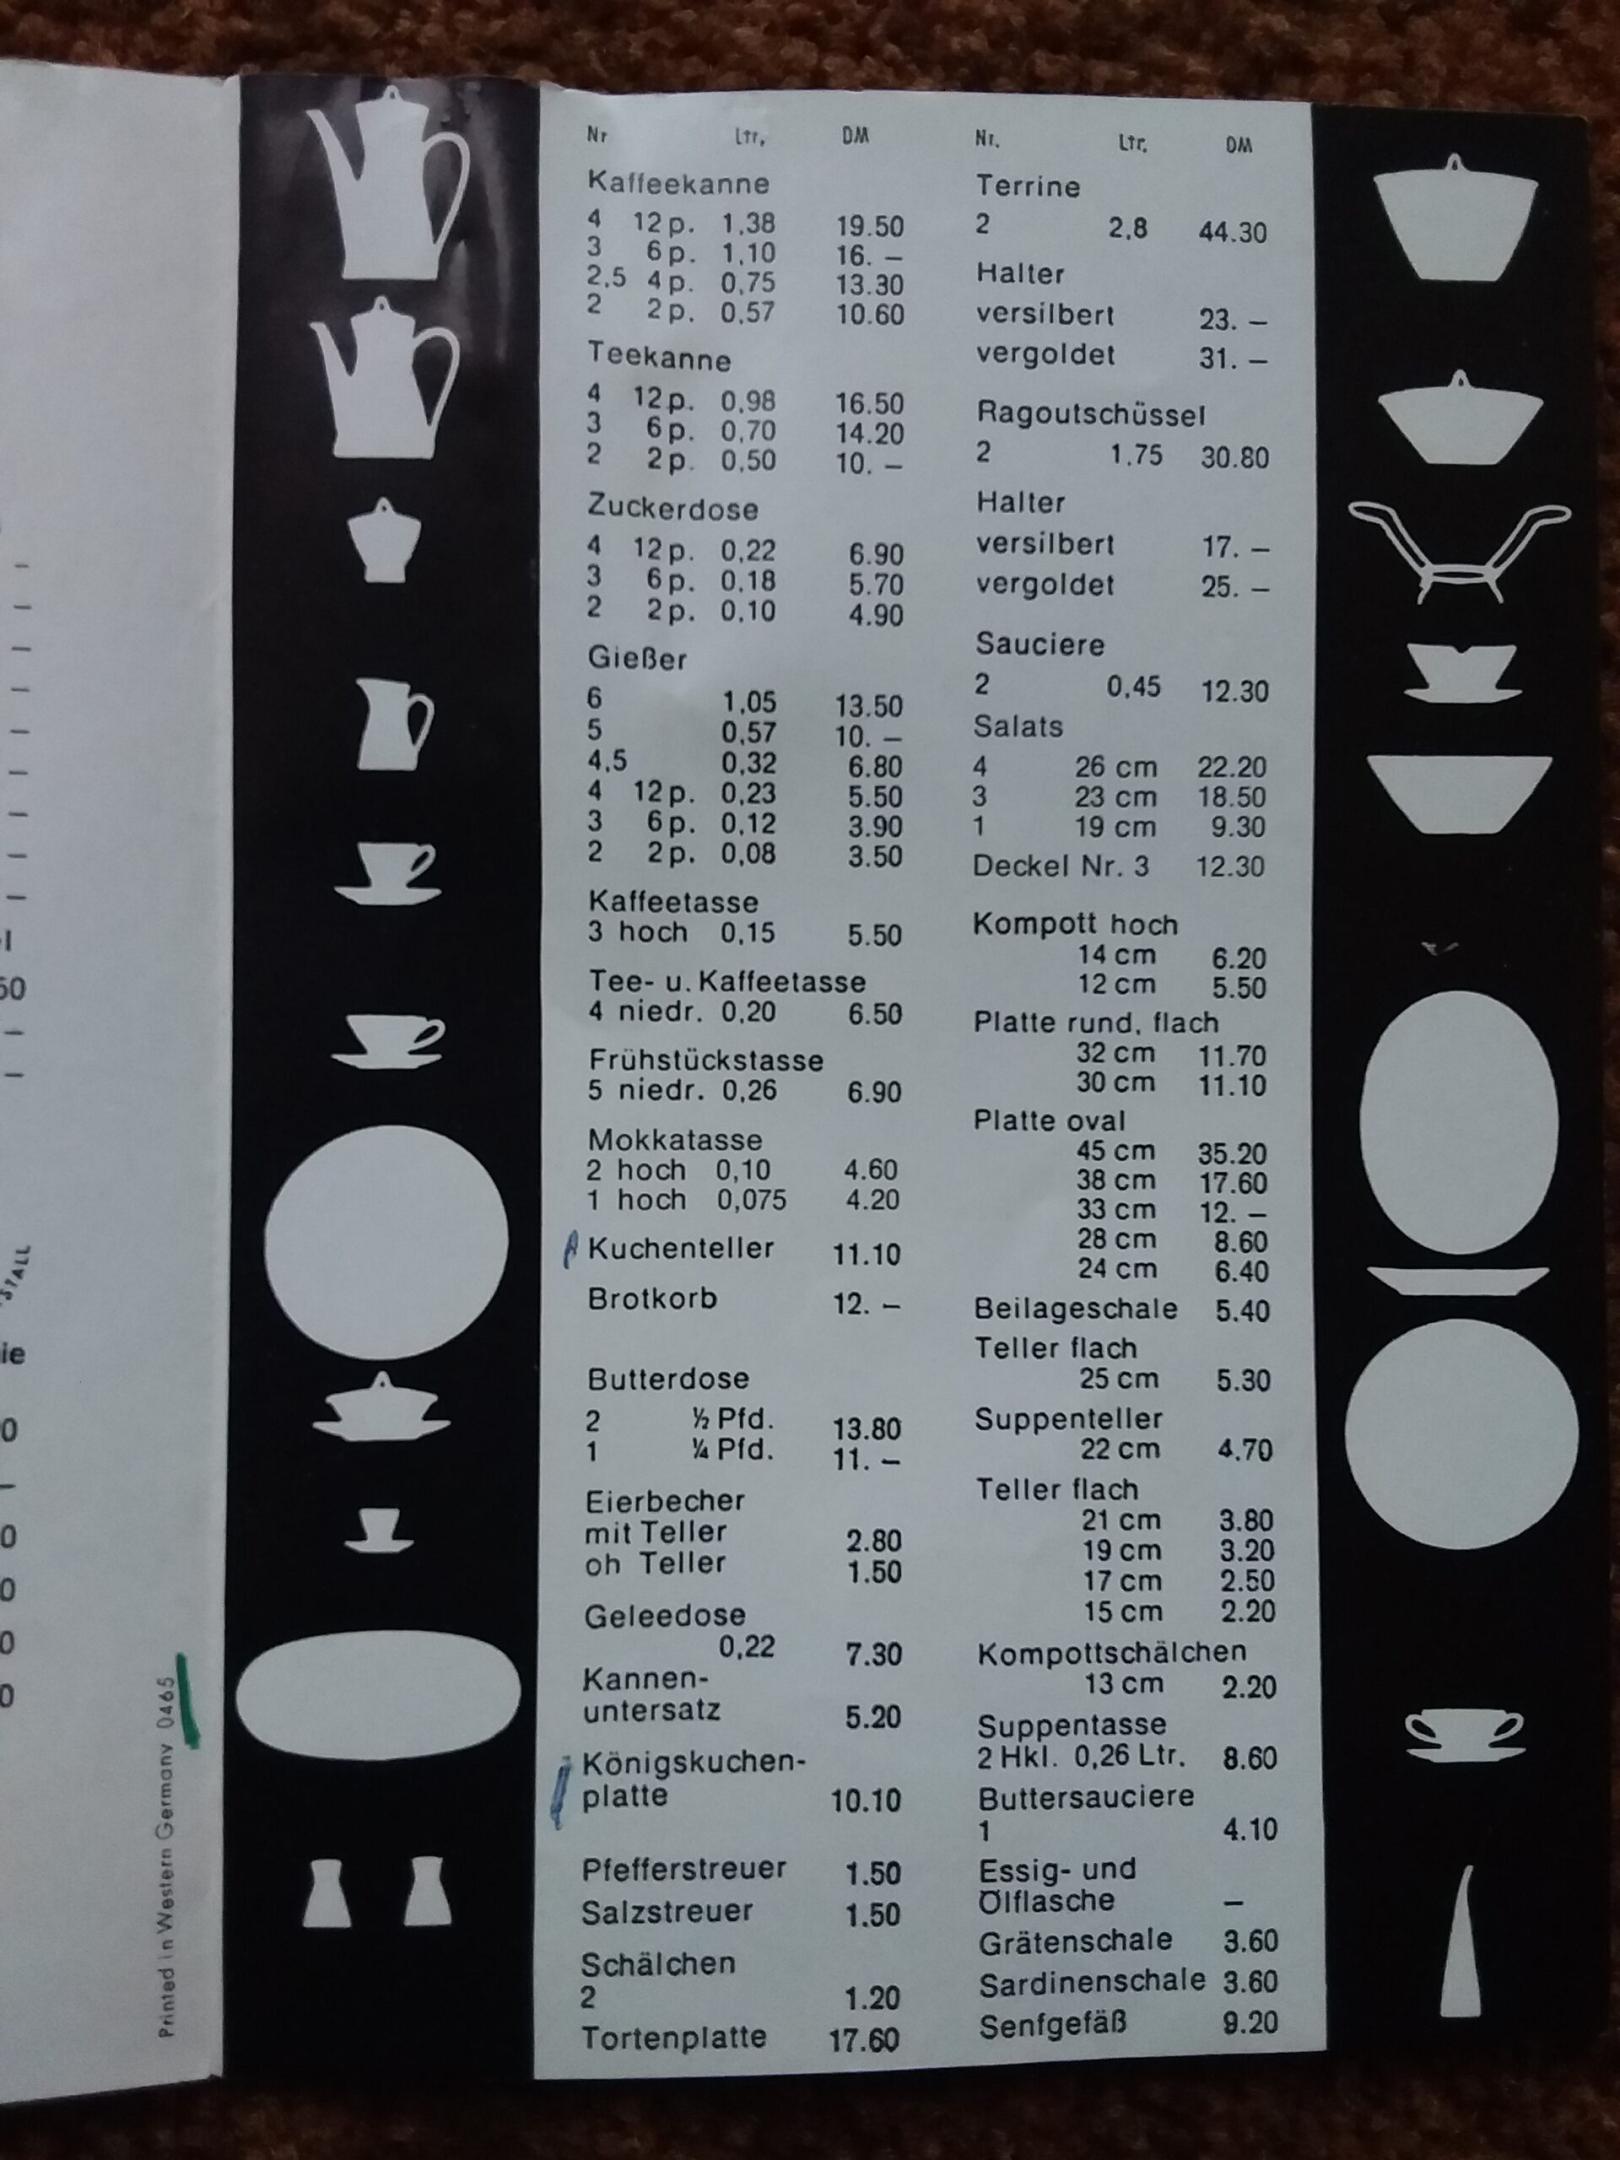 Nr Ltr, DM
Kaffeekanne
4 12 p. 1,38 19.50
3 6 p. 1,10 16. –
2,5 4 p. 0,75 13.30
2 2 p. 0,57 10.60
Teekanne
4 12 p. 0,98 16.50
3 6 p. 0,70 14.20
2 2 p. 0,50 10. –
Zuckerdose
4 12 p. 0,22 6.90
3 6 p. 0,18 5.70
2 2 p. 0,10 4.90
Gießer
6 1,05 13.50
5 0,57 10. –
4,5 0,32 6.80
4 12 p. 0,23 5.50
3 6 p. 0,12 3.90
2 2 p. 0,08 3.50
Kaffeetasse
3 hoch 0,15 5.50
Tee- u. Kaffeetasse
4 niedr. 0,20 6.50
Frühstückstasse
5 niedr. 0,26 6.90
Mokkatasse
2 hoch 0,10 4.60
1 hoch 0,075 4.20
Kuchenteller 11.10
Brotkorb 12. –
Butterdose
2 ½ Pfd. 13.80
1 ¼ Pfd. 11. –
Eierbecher
mit Teller 2.80
oh Teller 1.50
Geleedose
0,22 7.30
Kannen-
untersatz 5.20
Königskuchen-
platte 10.10
Pfefferstreuer 1.50
Salzstreuer 1.50
Schälchen
2 1.20
Tortenplatte 17.60
Nr. Ltr. DM
Terrine
2 2,8 44.30
Halter
versilbert 23. –
vergoldet 31. –
Ragoutschüssel
2 1.75 30.80
Halter
versilbert 17. –
vergoldet 25. –
Sauciere
2 0,45 12.30
Salats
4 26 cm 22.20
3 23 cm 18.50
1 19 cm 9.30
Deckel Nr. 3 12.30
Kompott hoch
14 cm 6.20
12 cm 5.50
Platte rund, flach
32 cm 11.70
30 cm 11.10
Platte oval
45 cm 35.20
38 cm 17.60
33 cm 12. –
28 cm 8.60
24 cm 6.40
Beilageschale 5.40
Teller flach
25 cm 5.30
Suppenteller
22 cm 4.70
Teller flach
21 cm 3.80
19 cm 3.20
17 cm 2.50
15 cm 2.20
Kompottschälchen
13 cm 2.20
Suppentasse
2 Hkl. 0,26 Ltr. 8.60
Buttersauciere
1 4.10
Essig- und
Ölflasche –
Grätenschale 3.60
Sardinenschale 3.60
Senfgefäß 9.20
Printed in Western Germany 0465